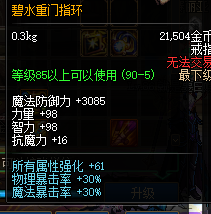 碧水重门指环
0.3kg 21,504金币
戒指
无法交易
等级85以上可以使用 (90-5) 最下级
魔法防御力 +3085
力量 +98
智力 +98
抗魔力 +16
所有属性强化 +61
物理暴击率 +30%
魔法暴击率 +30%
升级